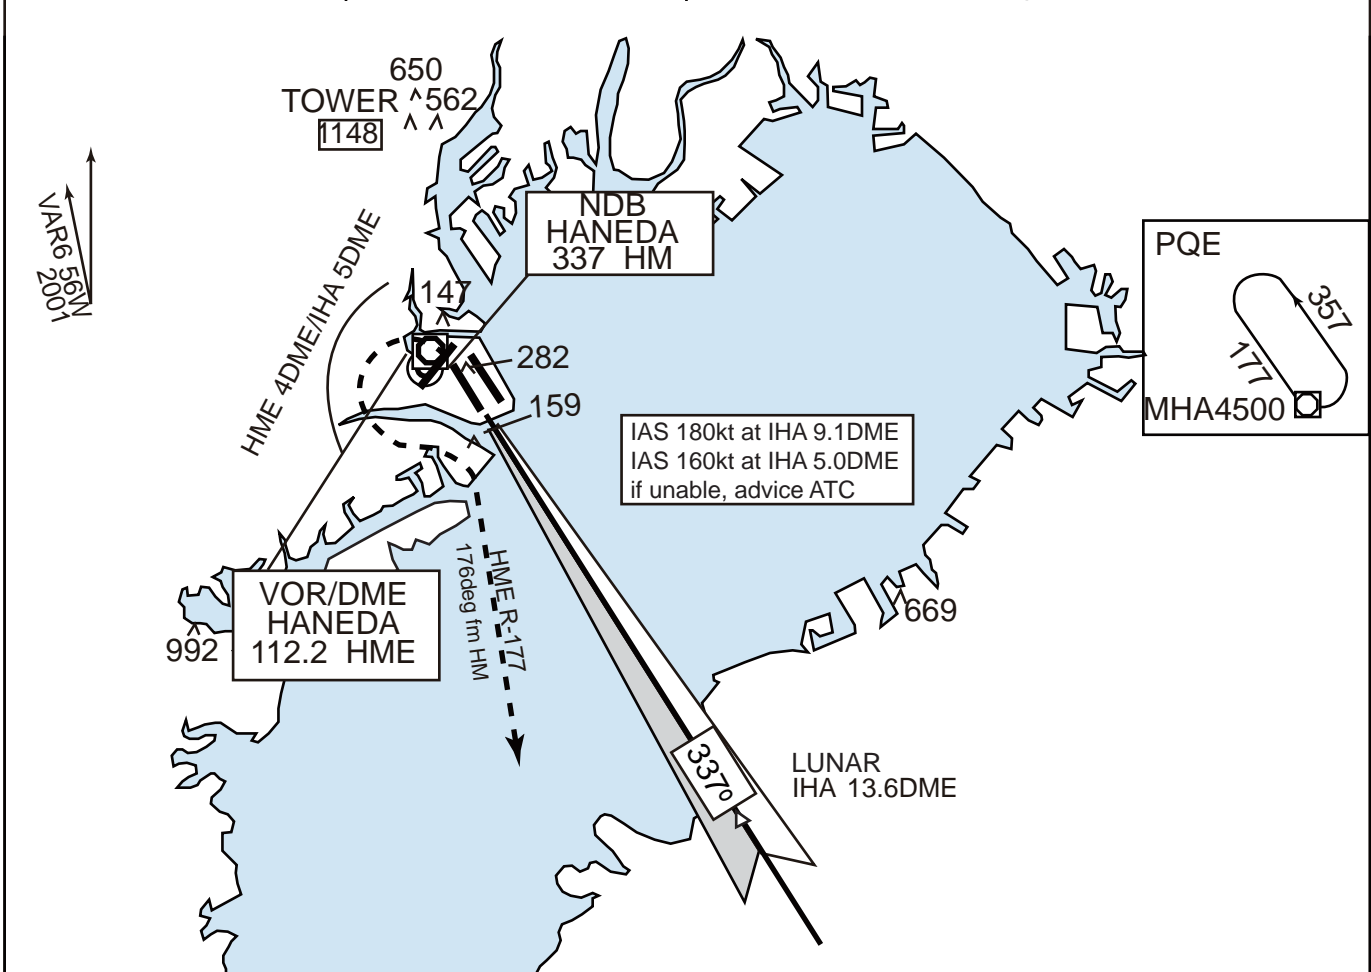 650
TOWER 562
1148
VAR6 56W
2001
HME 4DME/IHA 5DME
NDB
HANEDA
337 HM
PQE
357
177
MHA4500
147
282
159
IAS 180kt at IHA 9.1DME
IAS 160kt at IHA 5.0DME
if unable, advice ATC
HME R-177
176deg fm HM
VOR/DME
HANEDA
112.2 HME
992
669
337º
LUNAR
IHA 13.6DME